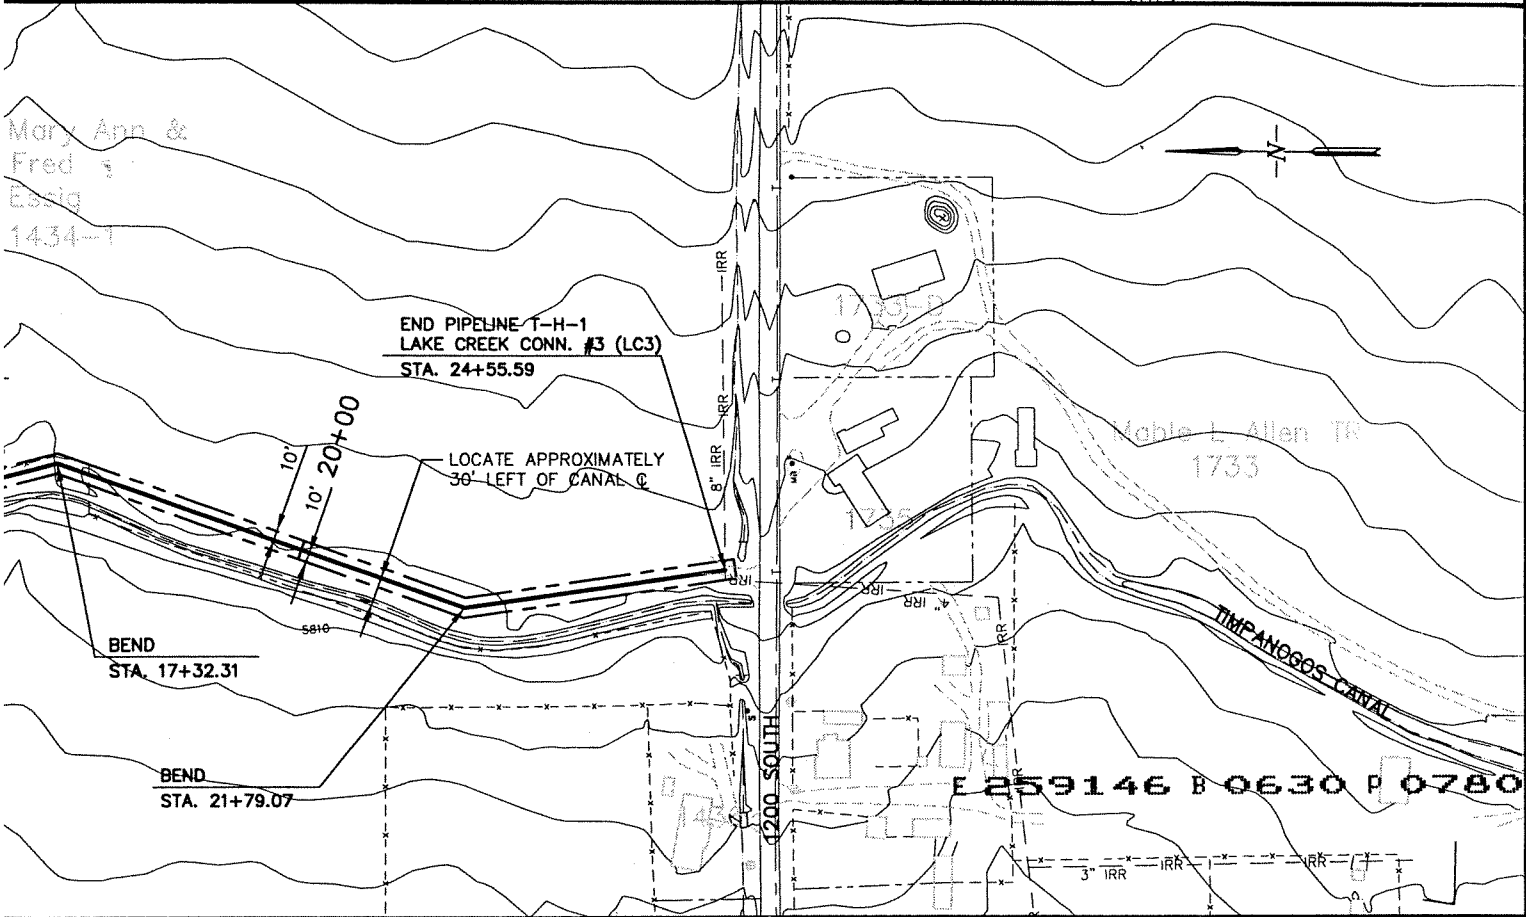 Mary Ann &
Fred
Essig
1434-1
N
IRR
1733-D
END PIPELINE T-H-1
LAKE CREEK CONN. #3 (LC3)
STA. 24+55.59
IRR
10'
10'
20+00
LOCATE APPROXIMATELY
30' LEFT OF CANAL ℄
8" IRR
Mable L Allen TR
1733
IRR
IRR
4" IRR
IRR
5810
BEND
STA. 17+32.31
TIMPANOGOS CANAL
BEND
STA. 21+79.07
1200 SOUTH
E 259146 B 0630 P 0780
3" IRR
IRR
IRR